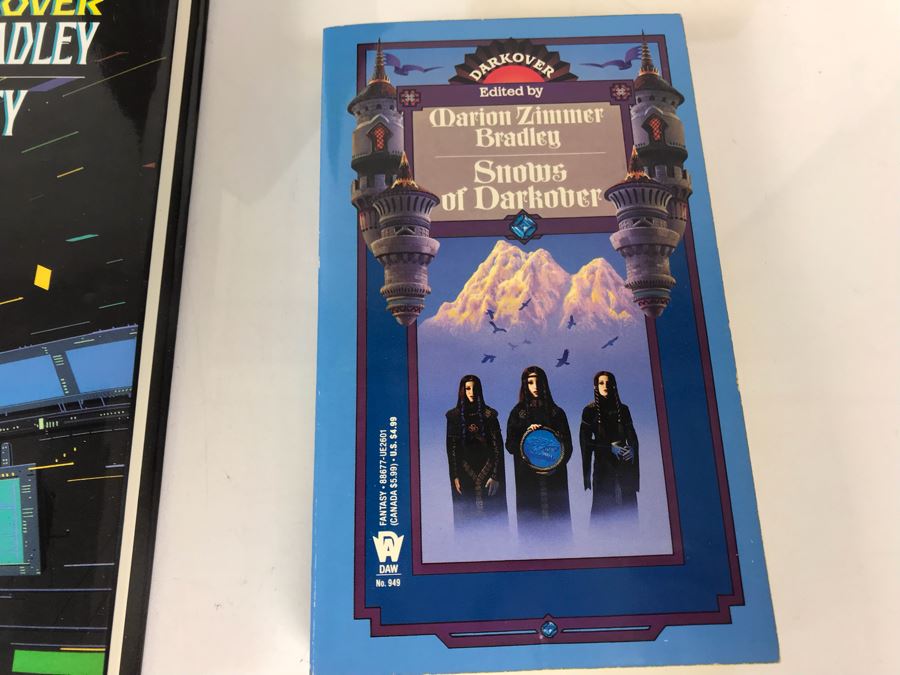 OVER
ADLEY
Y
DARKOVER
Edited by
Marion Zimmer
Bradley
Snows
of Darkover
FANTASY • 88677-UE2601
(CANADA $5.99) • U.S. $4.99
DAW
No. 949